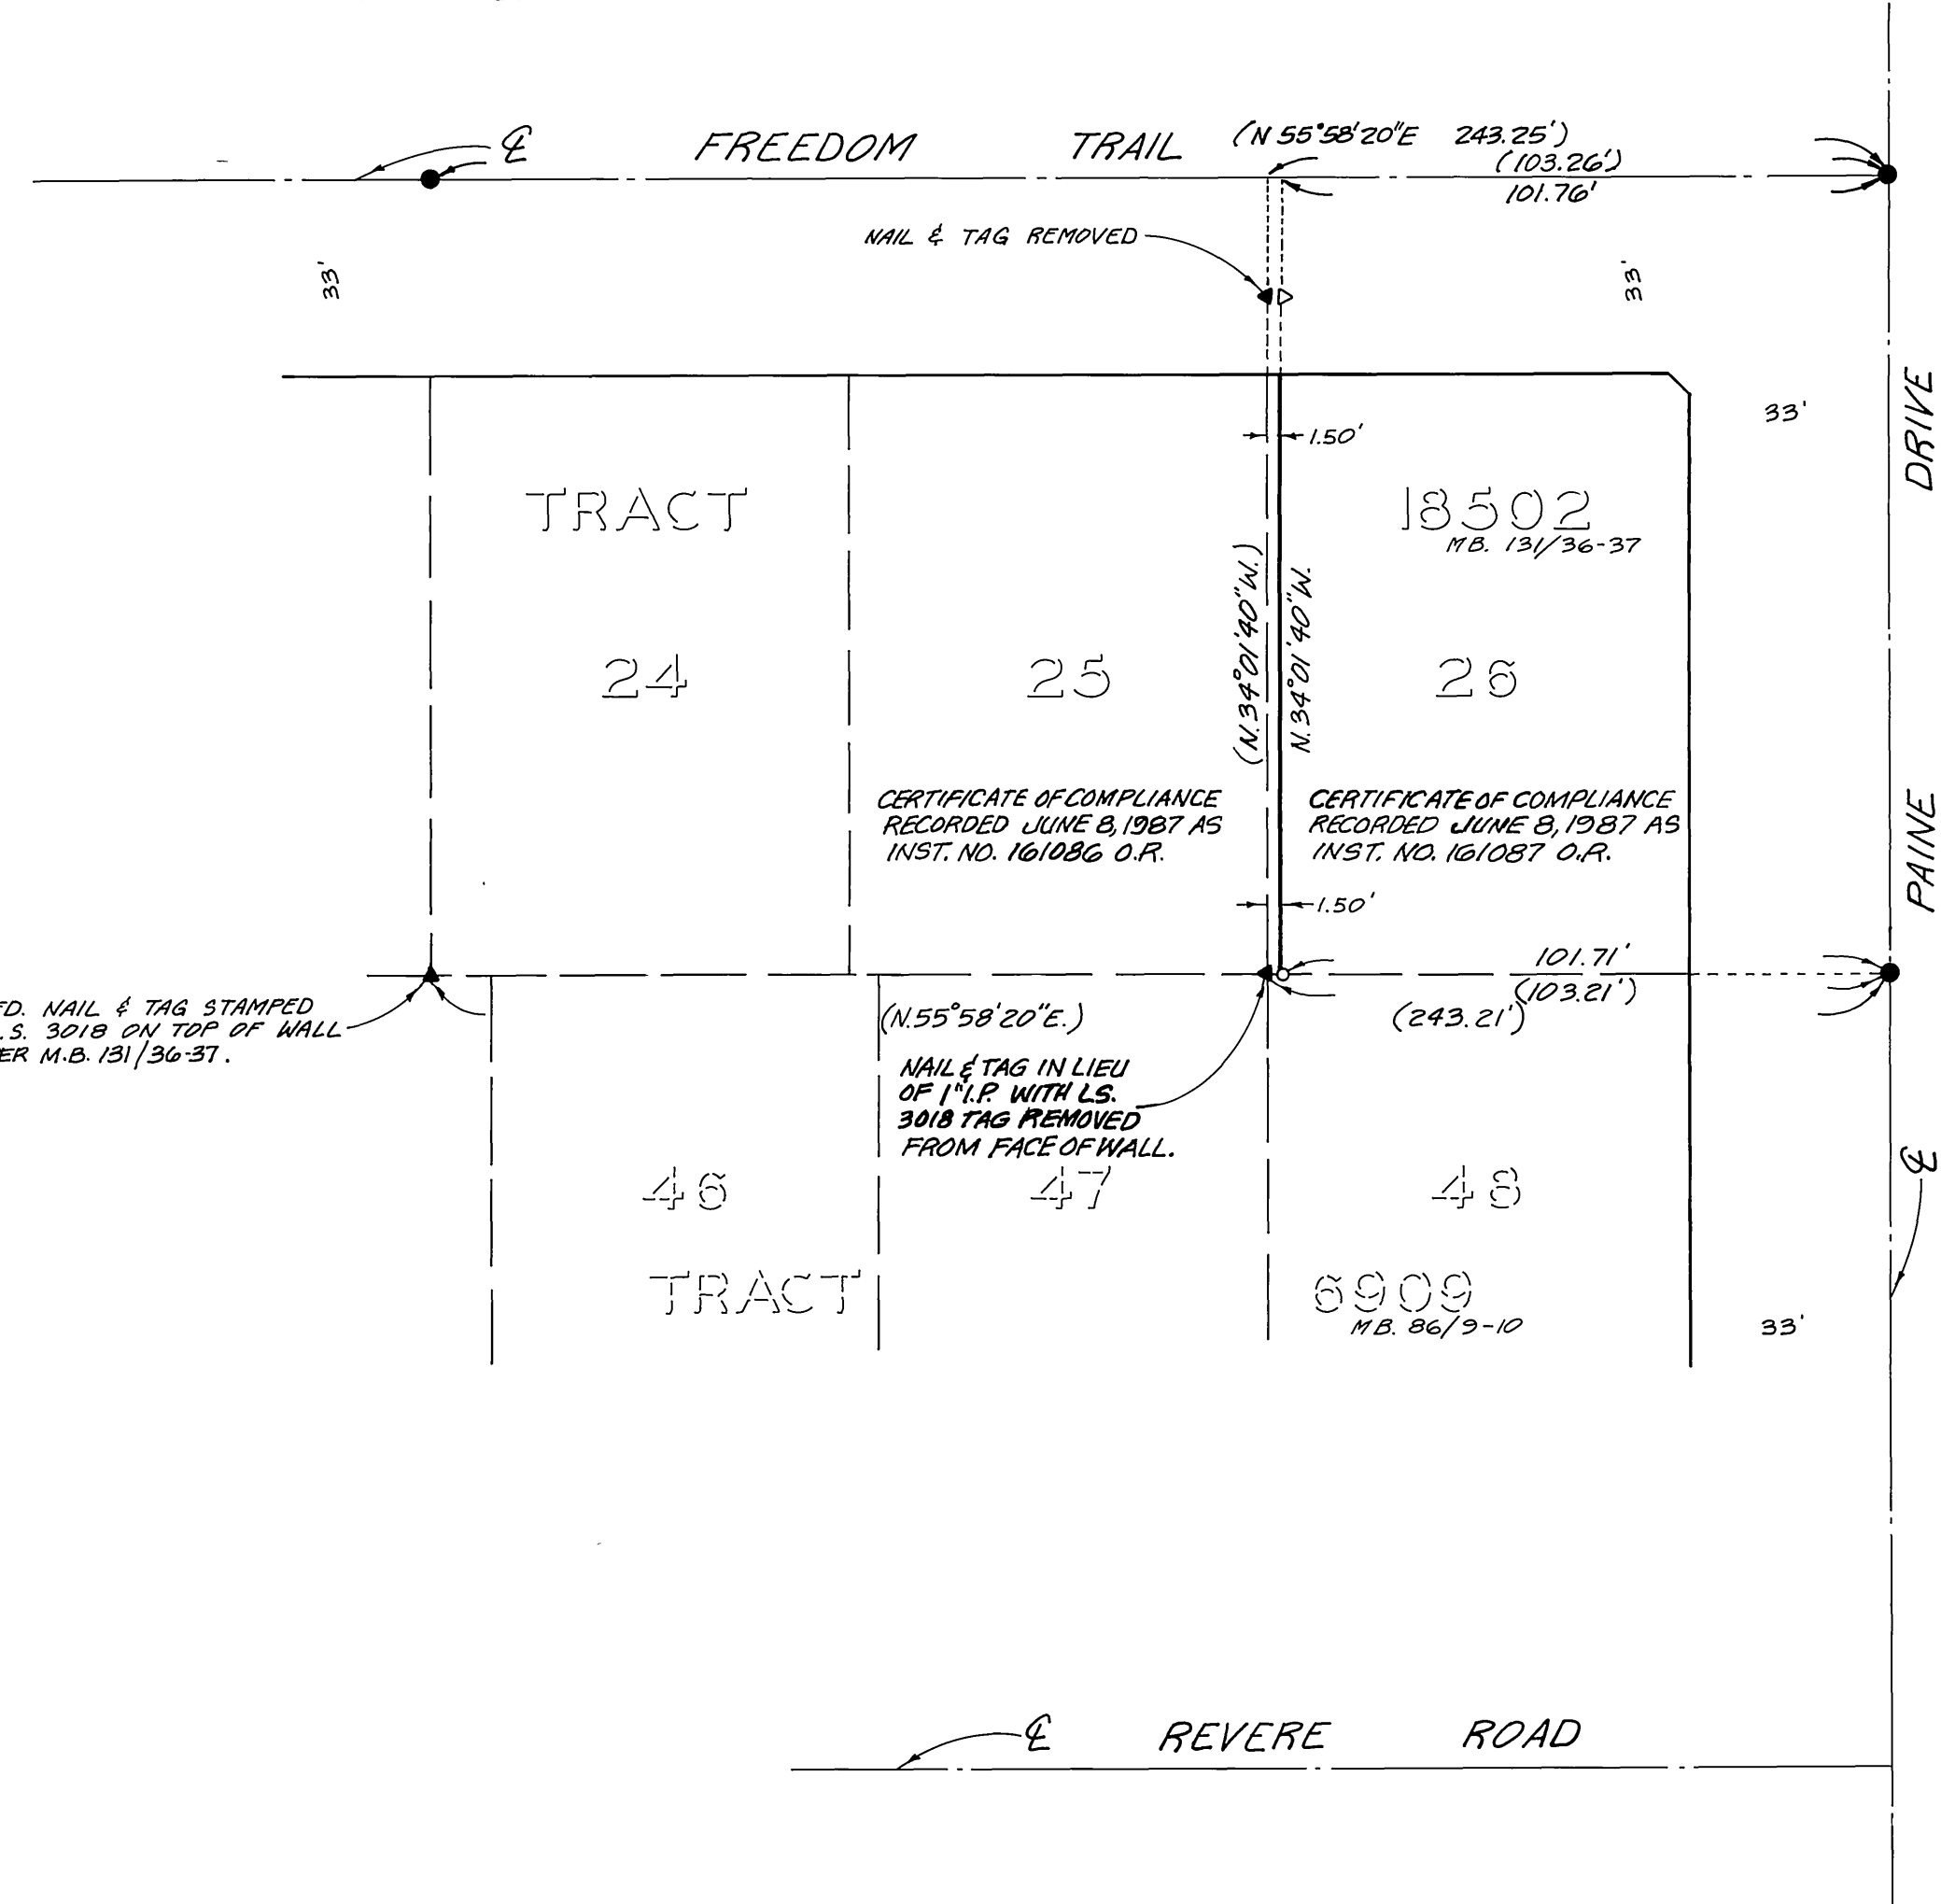 ℄ FREEDOM TRAIL (N 55°58'20"E 243.25')
(103.26')
101.76'
NAIL & TAG REMOVED
33'
33'
33'
DRIVE
1.50'
TRACT
18502
MB. 131/36-37
(N.34°01'40"W.)
N.34°01'40"W.
24
25
26
CERTIFICATE OF COMPLIANCE
RECORDED JUNE 8, 1987 AS
INST. NO. 161086 O.R.
CERTIFICATE OF COMPLIANCE
RECORDED JUNE 8, 1987 AS
INST. NO. 161087 O.R.
PAINE
1.50'
101.71'
(103.21')
(243.21')
(N.55°58'20"E.)
FD. NAIL & TAG STAMPED
.S. 3018 ON TOP OF WALL
ER M.B. 131/36-37.
NAIL & TAG IN LIEU
OF 1" I.P. WITH LS.
3018 TAG REMOVED
FROM FACE OF WALL.
℄
46
47
48
TRACT
6909
MB. 86/9-10
33'
℄ REVERE ROAD